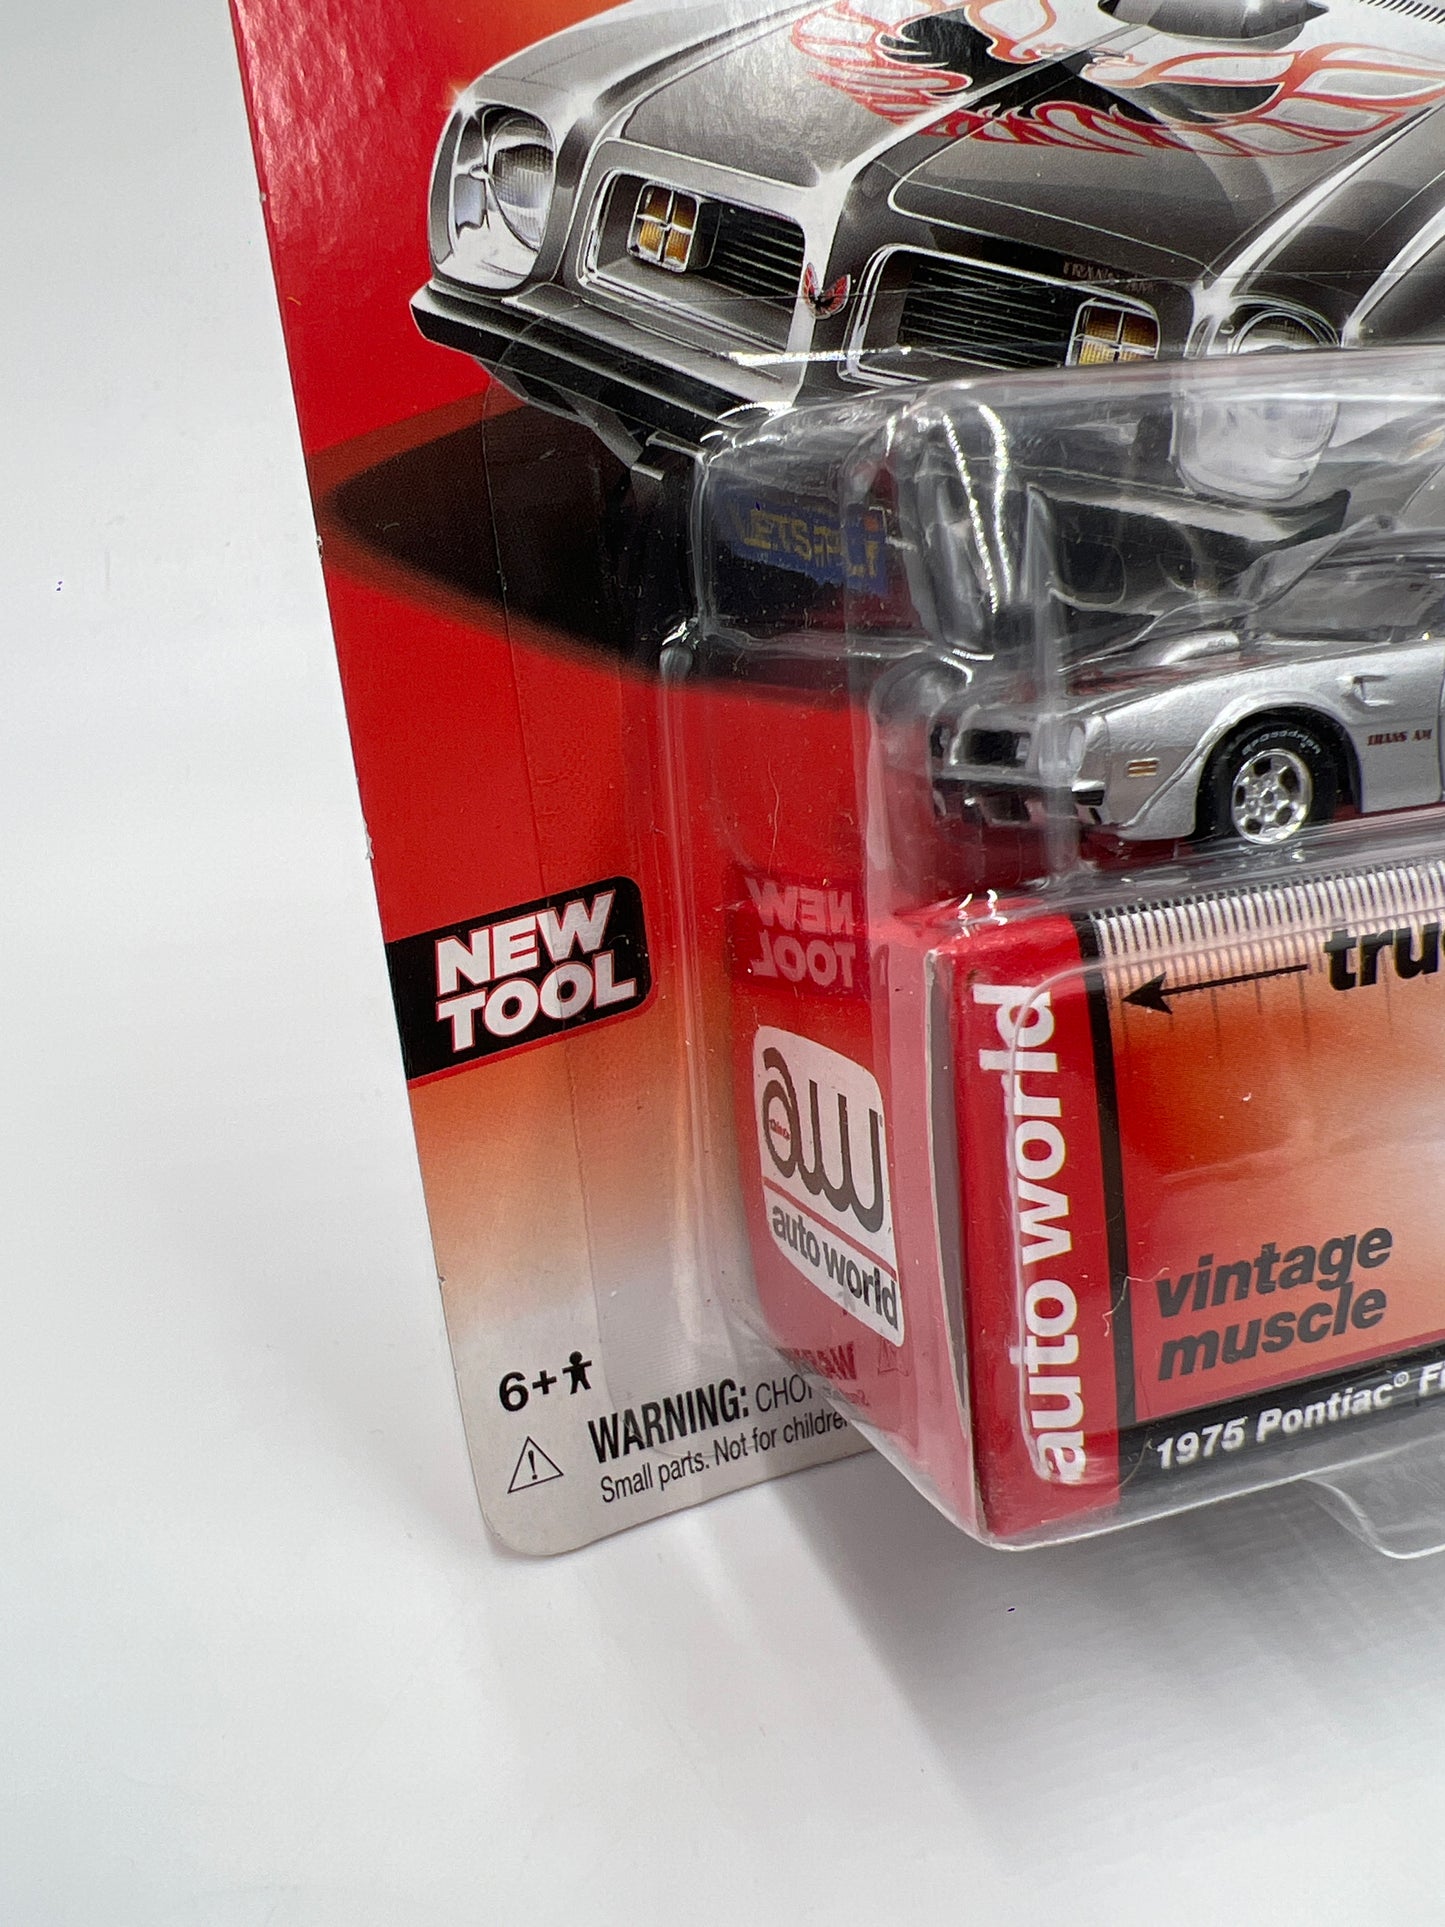 TRANS AM
NEW
TOOL
NEW
TOOL
aw
auto world
auto world
tru
vintage
muscle
1975 Pontiac® Fi
6+
WARNING: CHO
Small parts. Not for childre